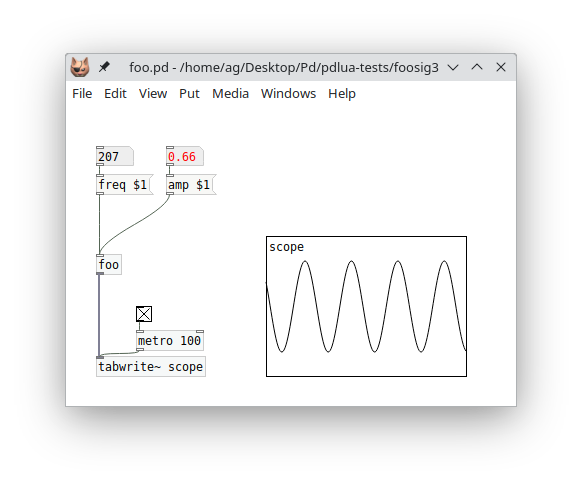 foo.pd - /home/ag/Desktop/Pd/pdlua-tests/foosig3
File Edit View Put Media Windows Help
207 0.66
freq $1 amp $1
scope
foo
metro 100
tabwrite~ scope